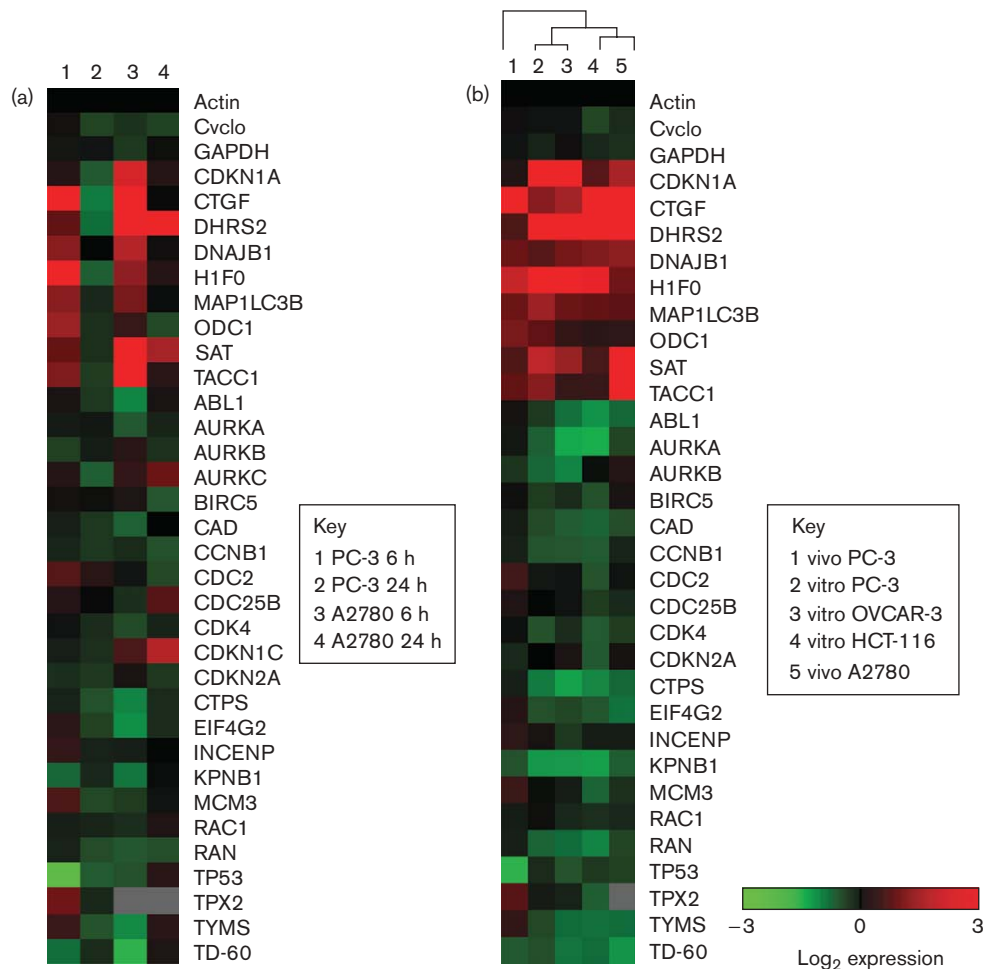 (a)
1 2 3 4
Actin
Cvclo
GAPDH
CDKN1A
CTGF
DHRS2
DNAJB1
H1F0
MAP1LC3B
ODC1
SAT
TACC1
ABL1
AURKA
AURKB
AURKC
BIRC5
CAD
CCNB1
CDC2
CDC25B
CDK4
CDKN1C
CDKN2A
CTPS
EIF4G2
INCENP
KPNB1
MCM3
RAC1
RAN
TP53
TPX2
TYMS
TD-60
Key
1 PC-3 6 h
2 PC-3 24 h
3 A2780 6 h
4 A2780 24 h
(b)
1 2 3 4 5
Actin
Cvclo
GAPDH
CDKN1A
CTGF
DHRS2
DNAJB1
H1F0
MAP1LC3B
ODC1
SAT
TACC1
ABL1
AURKA
AURKB
BIRC5
CAD
CCNB1
CDC2
CDC25B
CDK4
CDKN2A
CTPS
EIF4G2
INCENP
KPNB1
MCM3
RAC1
RAN
TP53
TPX2
TYMS
TD-60
Key
1 vivo PC-3
2 vitro PC-3
3 vitro OVCAR-3
4 vitro HCT-116
5 vivo A2780
−3 0 3
Log2 expression